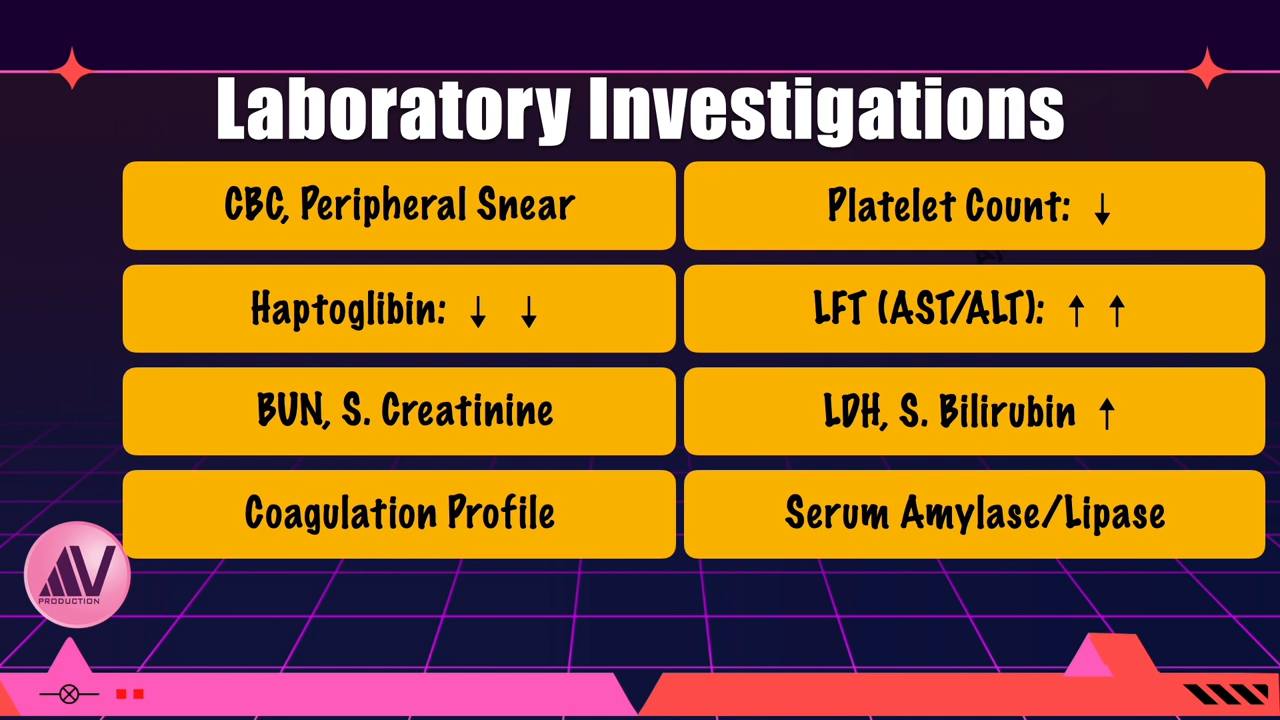 Laboratory Investigations
CBC, Peripheral Snear
Platelet Count: ↓
Haptoglibin: ↓ ↓
LFT (AST/ALT): ↑ ↑
BUN, S. Creatinine
LDH, S. Bilirubin ↑
Coagulation Profile
Serum Amylase/Lipase
AV
PRODUCTION